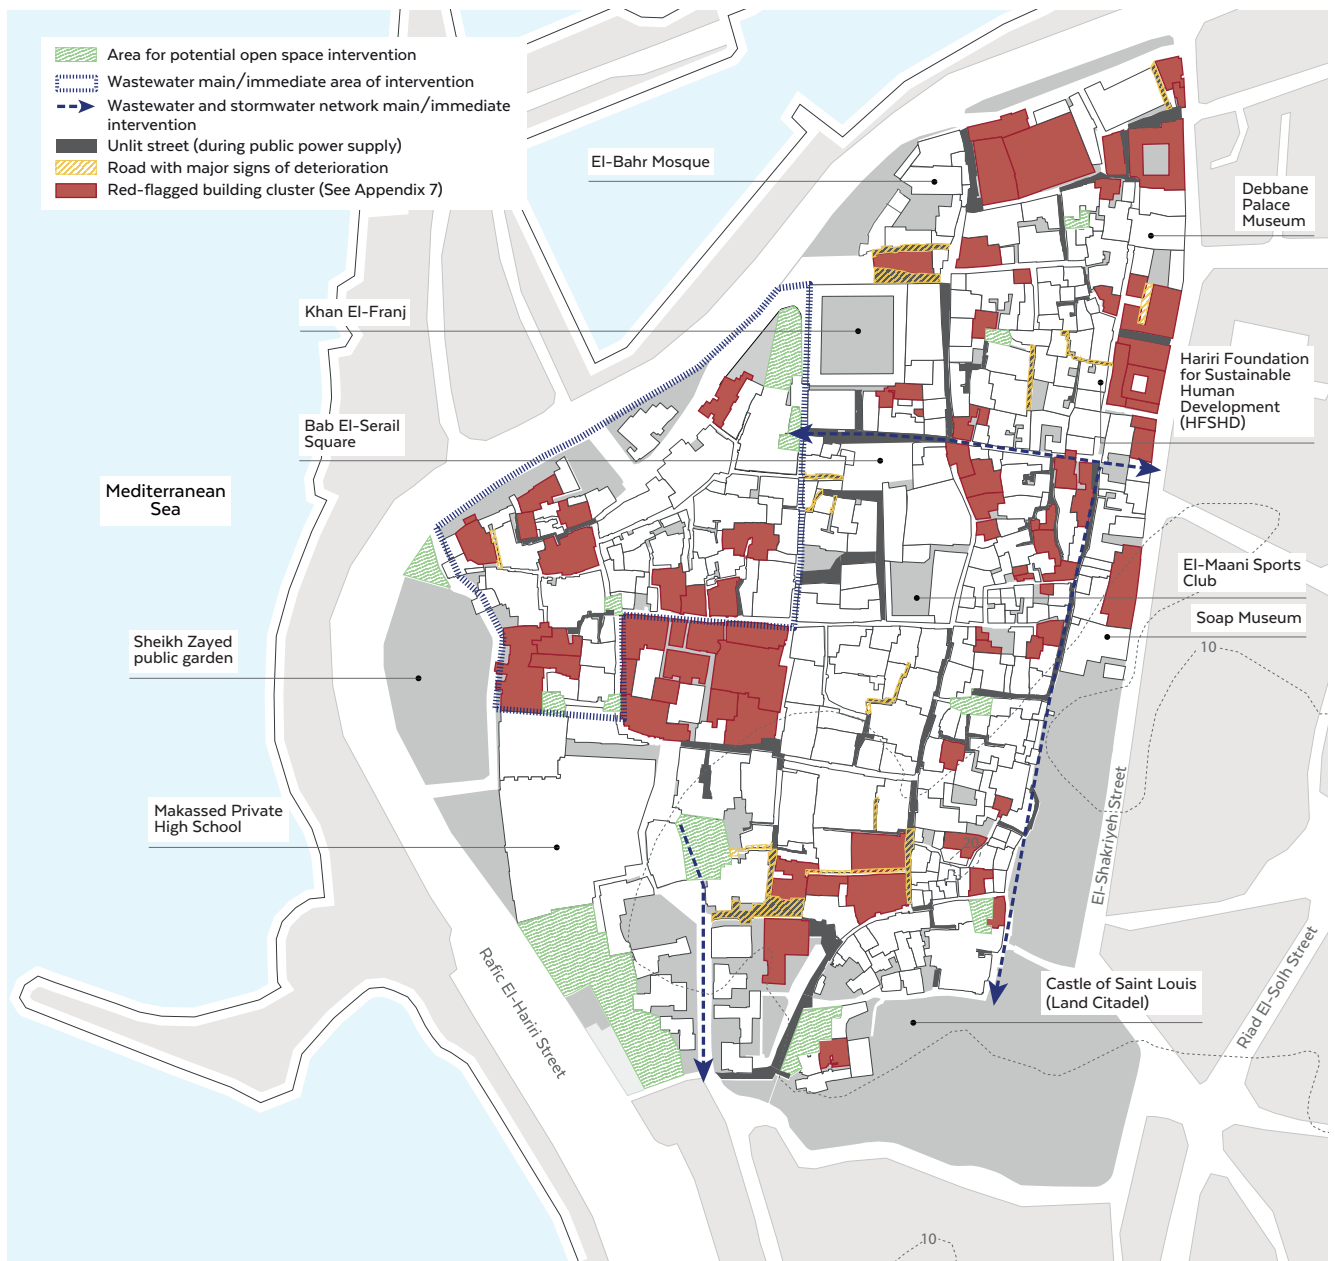 Area for potential open space intervention
Wastewater main/immediate area of intervention
Wastewater and stormwater network main/immediate
intervention
Unlit street (during public power supply)
Road with major signs of deterioration
Red-flagged building cluster (See Appendix 7)
El-Bahr Mosque
Debbane
Palace
Museum
Khan El-Franj
Hariri Foundation
for Sustainable
Human
Development
(HFSHD)
Bab El-Serail
Square
Mediterranean
Sea
El-Maani Sports
Club
Soap Museum
10
Sheikh Zayed
public garden
Makassed Private
High School
20
El-Shakriyeh Street
Rafic El-Hariri Street
Castle of Saint Louis
(Land Citadel)
Riad El-Solh Street
10